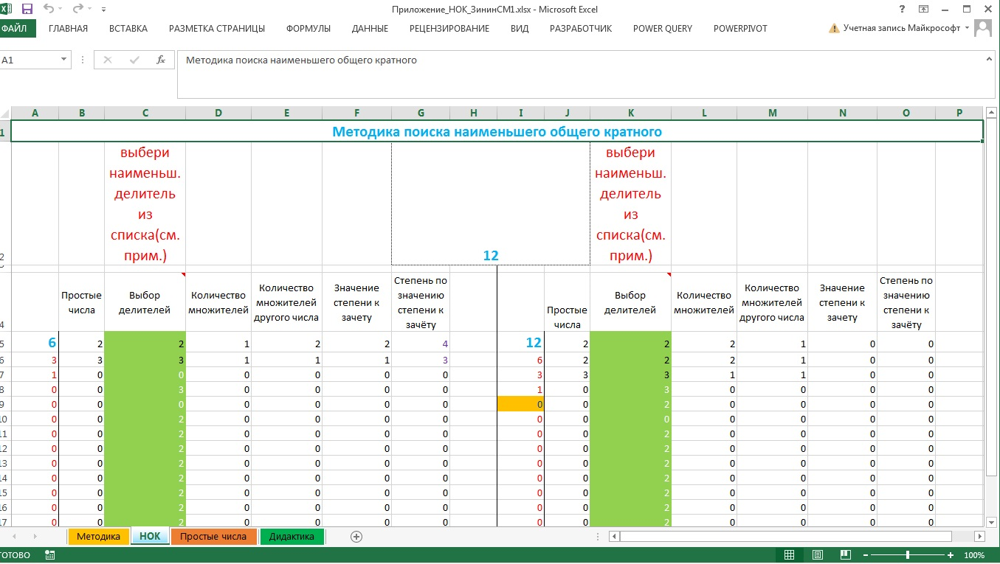 Приложение_НОК_ЗининСМ1.xlsx - Microsoft Excel
ФАЙЛ ГЛАВНАЯ ВСТАВКА РАЗМЕТКА СТРАНИЦЫ ФОРМУЛЫ ДАННЫЕ РЕЦЕНЗИРОВАНИЕ ВИД РАЗРАБОТЧИК POWER QUERY POWERPIVOT Учетная запись Майкрософт
A1 fx Методика поиска наименьшего общего кратного
A B C D E F G H I J K L M N O P
1 Методика поиска наименьшего общего кратного
выбери
наименьш.
делитель
из
списка(см.
прим.)
2
12
выбери
наименьш.
делитель
из
списка(см.
прим.)
4
Простые
числа
Выбор
делителей
Количество
множителей
Количество
множителей
другого числа
Значение
степени к
зачету
Степень по
значению
степени к
зачёту
Простые
числа
Выбор
делителей
Количество
множителей
Количество
множителей
другого числа
Значение
степени к
зачету
Степень по
значению
степени к
зачёту
5 6 2 2 1 2 2 4 12 2 2 2 1 0 0
6 3 3 3 1 1 1 3 6 2 2 2 1 0 0
7 1 0 0 0 0 0 0 3 3 3 1 1 0 0
8 0 0 3 0 0 0 0 1 0 3 0 0 0 0
9 0 0 0 0 0 0 0 0 0 2 0 0 0 0
10 0 0 2 0 0 0 0 0 0 0 0 0 0 0
11 0 0 2 0 0 0 0 0 0 2 0 0 0 0
12 0 0 2 0 0 0 0 0 0 2 0 0 0 0
13 0 0 2 0 0 0 0 0 0 2 0 0 0 0
14 0 0 2 0 0 0 0 0 0 2 0 0 0 0
15 0 0 2 0 0 0 0 0 0 2 0 0 0 0
16 0 0 2 0 0 0 0 0 0 2 0 0 0 0
17 0 0 2 0 0 0 0 0 0 2 0 0 0 0
Методика НОК Простые числа Дидактика
ГОТОВО 100%